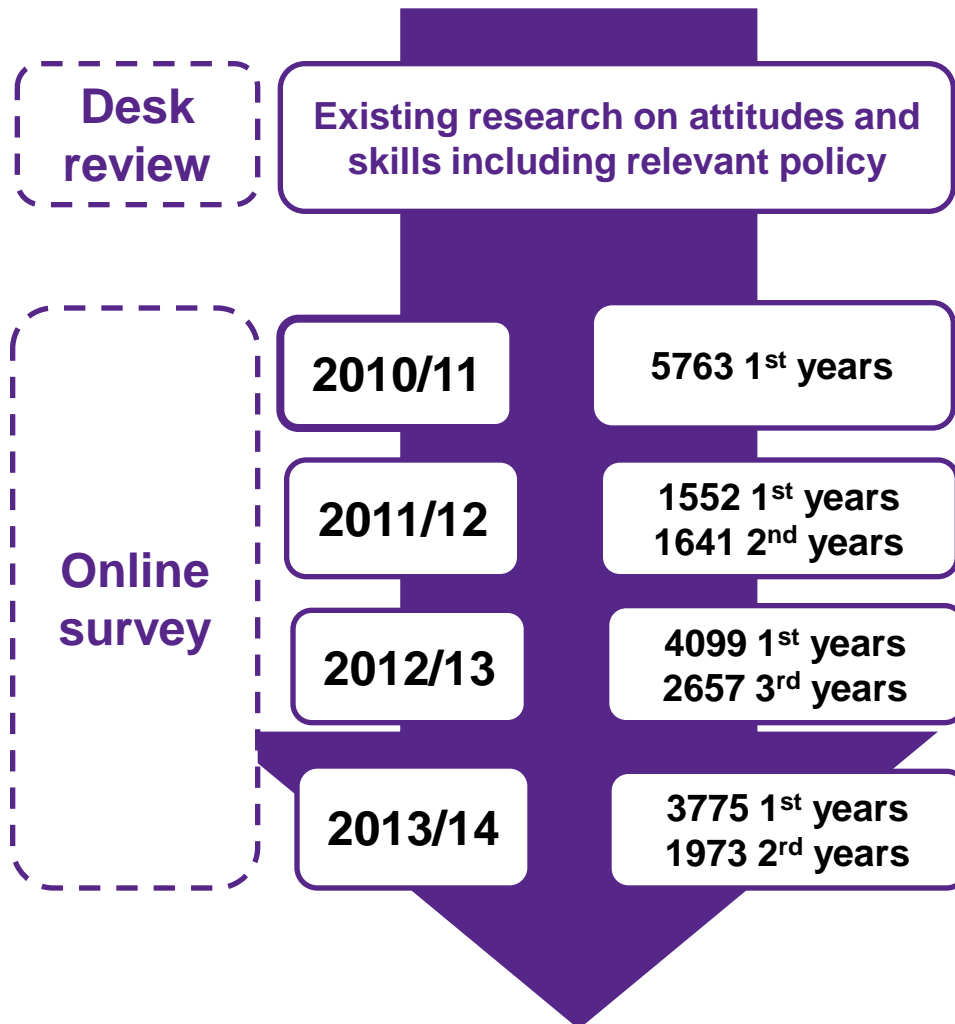 Desk
review
Existing research on attitudes and
skills including relevant policy
Online
survey
2010/11
5763 1st years
2011/12
1552 1st years
1641 2nd years
2012/13
4099 1st years
2657 3rd years
2013/14
3775 1st years
1973 2rd years